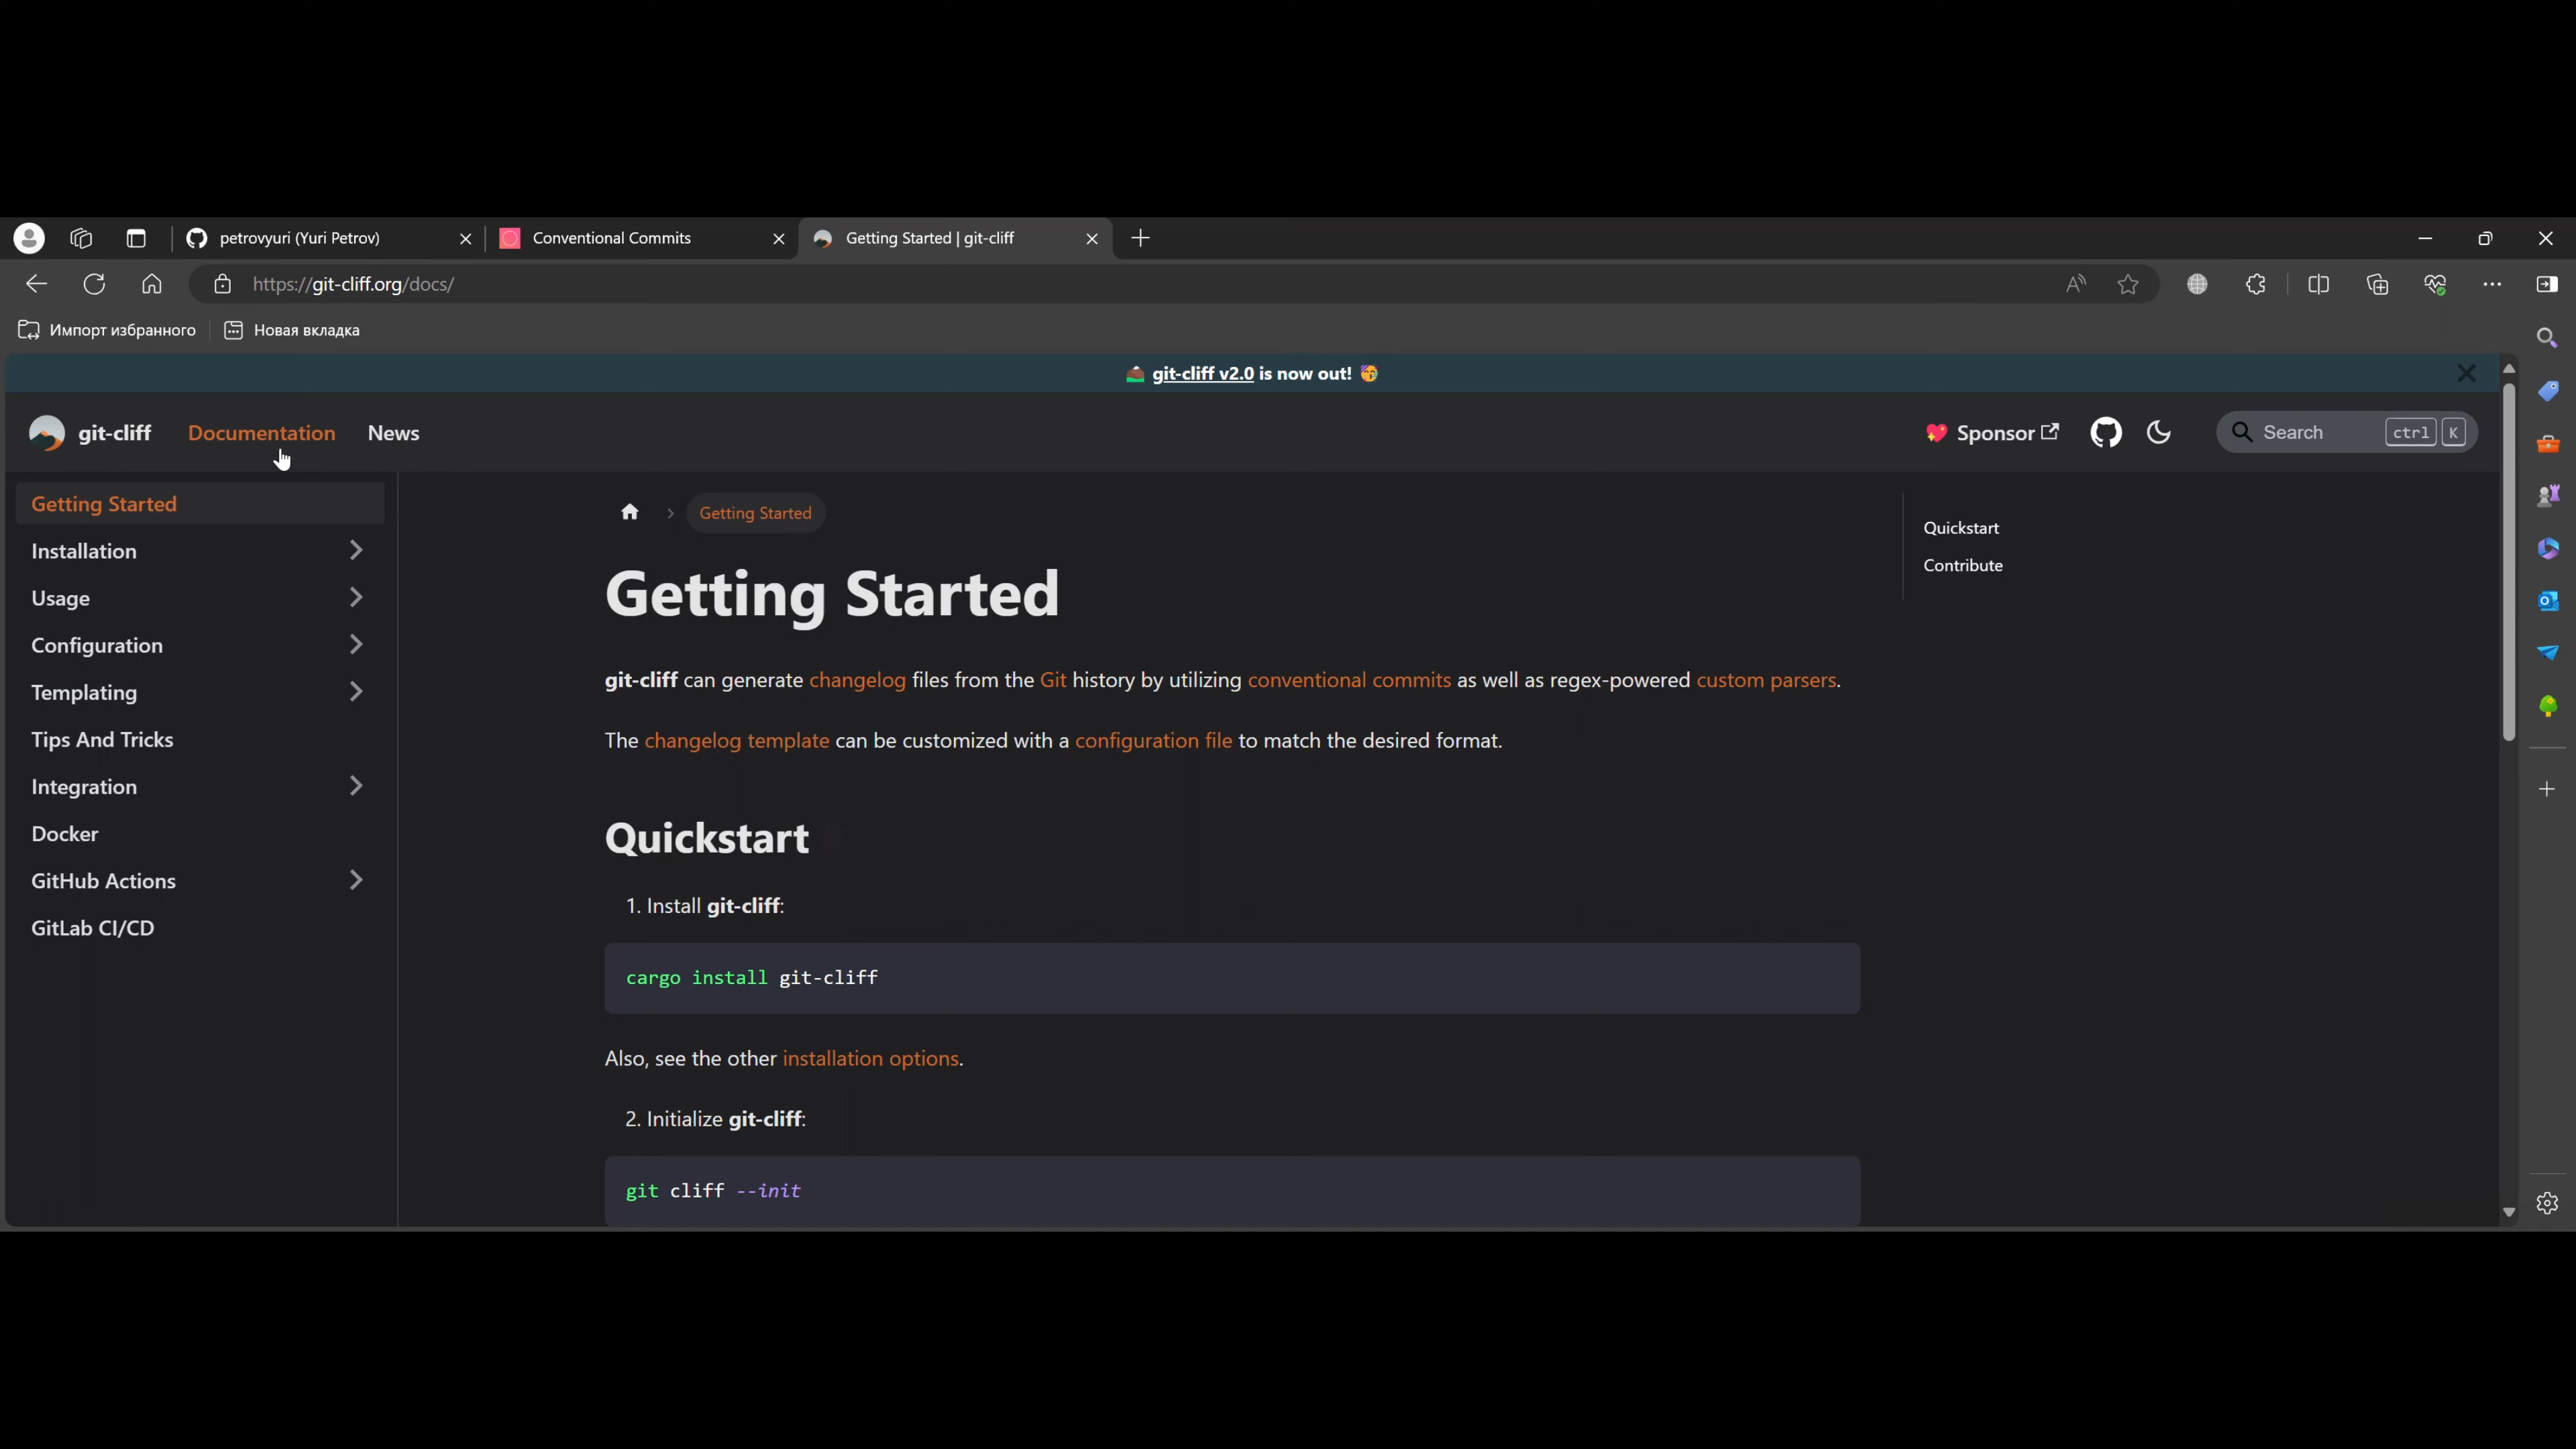 petrovyuri (Yuri Petrov)
Conventional Commits
Getting Started | git-cliff
https://git-cliff.org/docs/
Импорт избранного
Новая вкладка
git-cliff v2.0 is now out! 🥳
git-cliff
Documentation
News
💖 Sponsor
Search
ctrl K
Getting Started
Installation
Usage
Configuration
Templating
Tips And Tricks
Integration
Docker
GitHub Actions
GitLab CI/CD
Getting Started
Getting Started
git-cliff can generate changelog files from the Git history by utilizing conventional commits as well as regex-powered custom parsers.
The changelog template can be customized with a configuration file to match the desired format.
Quickstart
1. Install git-cliff:
cargo install git-cliff
Also, see the other installation options.
2. Initialize git-cliff:
git cliff --init
Quickstart
Contribute